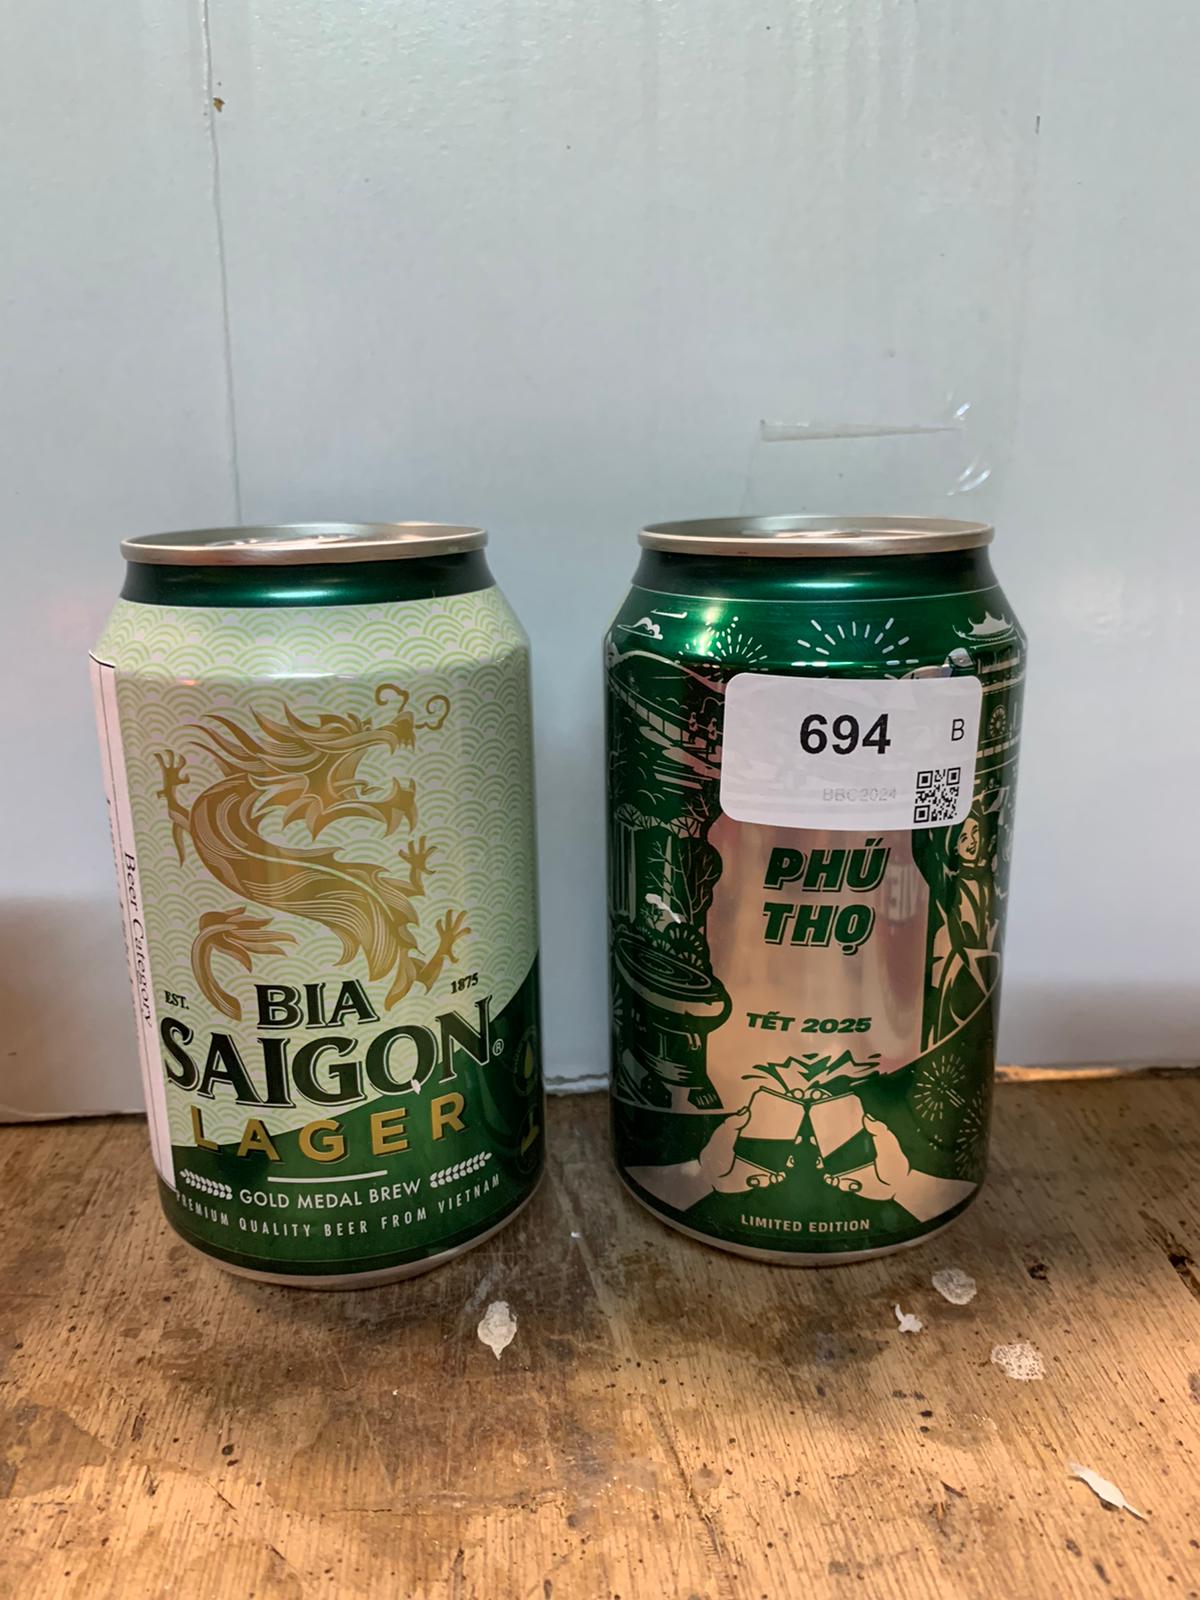 EST. 1875
BIA
SAIGON®
LAGER
GOLD MEDAL BREW
PREMIUM QUALITY BEER FROM VIETNAM
Beer Category
694 B
BBC2024
PHÚ
THỌ
TẾT 2025
LIMITED EDITION